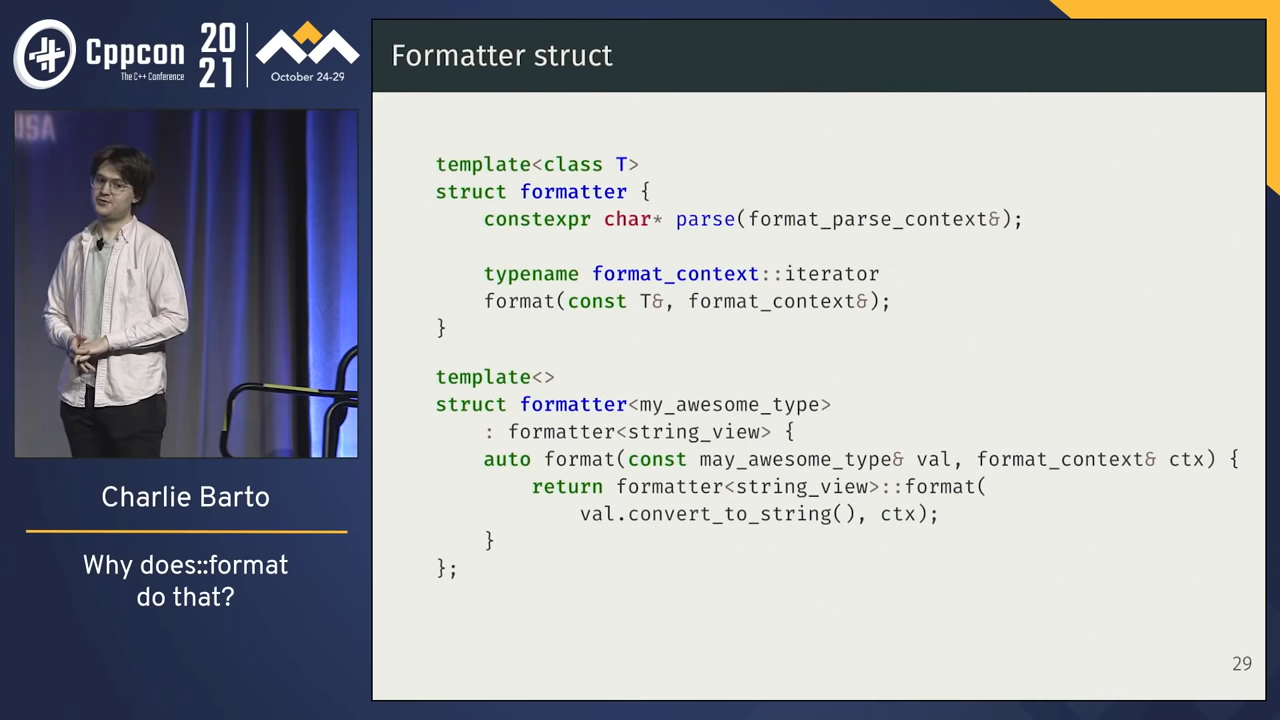 Cppcon
The C++ Conference
20
21
October 24-29
USA
Charlie Barto
Why does::format
do that?
Formatter struct
template<class T>
struct formatter {
    constexpr char* parse(format_parse_context&);
    typename format_context::iterator
    format(const T&, format_context&);
}
template<>
struct formatter<my_awesome_type>
    : formatter<string_view> {
    auto format(const may_awesome_type& val, format_context& ctx) {
        return formatter<string_view>::format(
            val.convert_to_string(), ctx);
    }
};
29